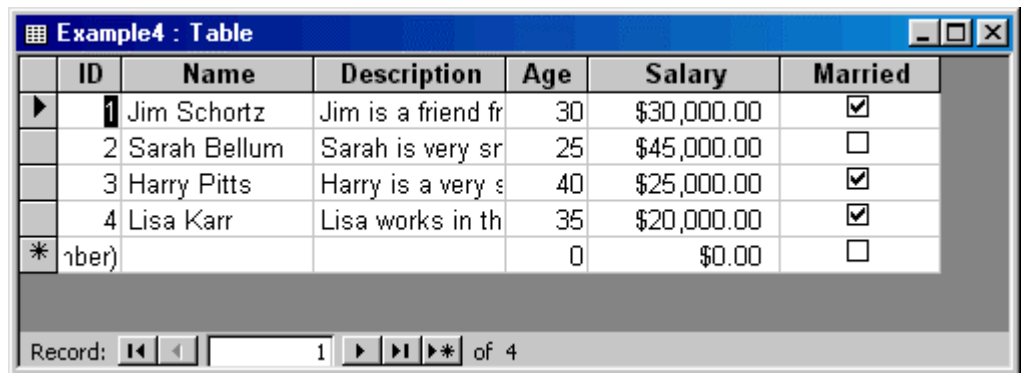 Example4 : Table
ID Name Description Age Salary Married
1 Jim Schortz Jim is a friend fr 30 $30,000.00
2 Sarah Bellum Sarah is very sr 25 $45,000.00
3 Harry Pitts Harry is a very s 40 $25,000.00
4 Lisa Karr Lisa works in th 35 $20,000.00
mber) 0 $0.00
Record: 1 of 4